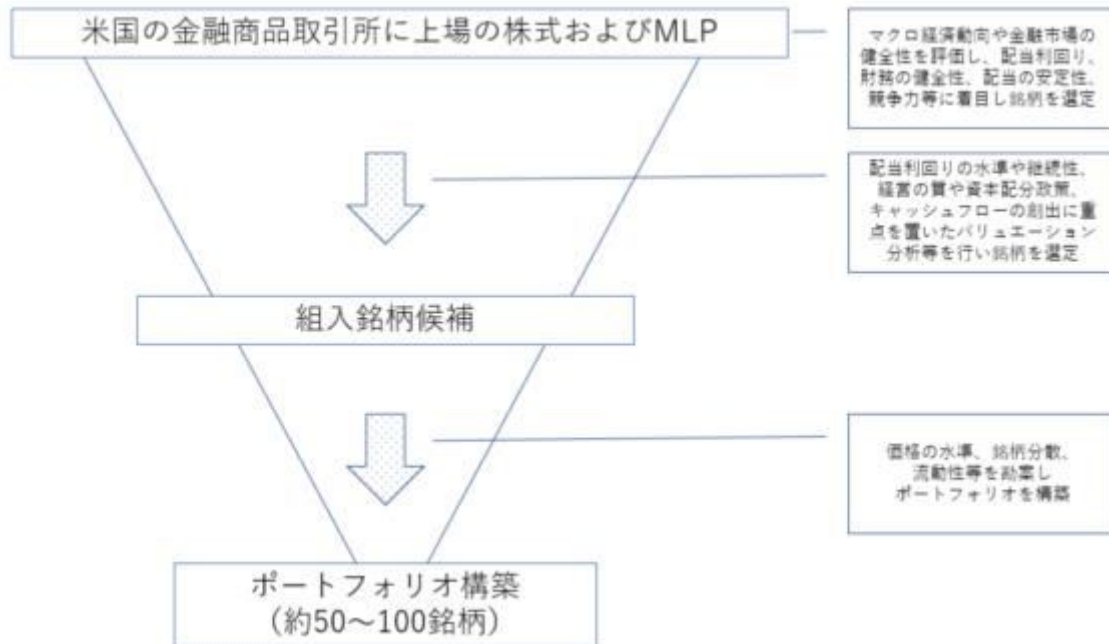 米国の金融商品取引所に上場の株式およびMLP
マクロ経済動向や金融市場の
健全性を評価し、配当利回り、
財務の健全性、配当の安定性、
競争力等に着目し銘柄を選定
配当利回りの水準や継続性、
経営の質や資本配分政策、
キャッシュフローの創出に重
点を置いたバリュエーション
分析等を行い銘柄を選定
組入銘柄候補
価格の水準、銘柄分散、
流動性等を勘案し
ポートフォリオを構築
ポートフォリオ構築
（約50～100銘柄）